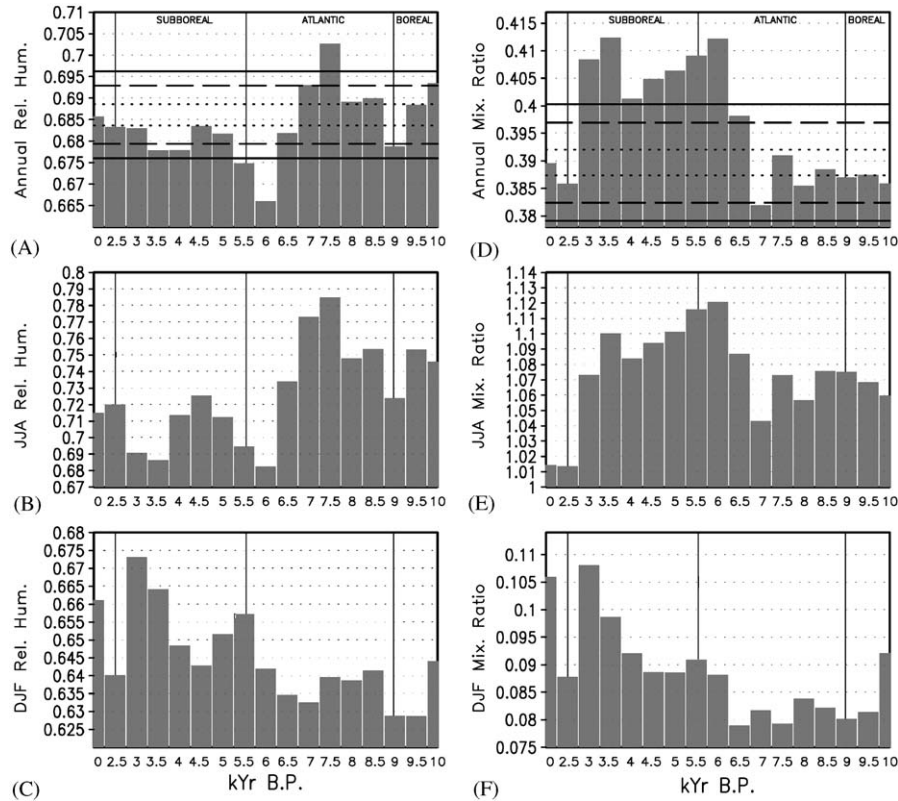 SUBBOREAL
ATLANTIC
BOREAL
0.71
0.705
0.7
0.695
0.69
0.685
0.68
0.675
0.67
0.665
Annual Rel. Hum.
(A)
0 2.5 3 3.5 4 4.5 5 5.5 6 6.5 7 7.5 8 8.5 9 9.5 10
SUBBOREAL
ATLANTIC
BOREAL
0.415
0.41
0.405
0.4
0.395
0.39
0.385
0.38
Annual Mix. Ratio
(D)
0 2.5 3 3.5 4 4.5 5 5.5 6 6.5 7 7.5 8 8.5 9 9.5 10
0.8
0.79
0.78
0.77
0.76
0.75
0.74
0.73
0.72
0.71
0.7
0.69
0.68
0.67
JJA Rel. Hum.
(B)
0 2.5 3 3.5 4 4.5 5 5.5 6 6.5 7 7.5 8 8.5 9 9.5 10
1.14
1.13
1.12
1.11
1.1
1.09
1.08
1.07
1.06
1.05
1.04
1.03
1.02
1.01
1
JJA Mix. Ratio
(E)
0 2.5 3 3.5 4 4.5 5 5.5 6 6.5 7 7.5 8 8.5 9 9.5 10
0.68
0.675
0.67
0.665
0.66
0.655
0.65
0.645
0.64
0.635
0.63
0.625
DJF Rel. Hum.
(C)
0 2.5 3 3.5 4 4.5 5 5.5 6 6.5 7 7.5 8 8.5 9 9.5 10
kYr B.P.
0.11
0.105
0.1
0.095
0.09
0.085
0.08
0.075
DJF Mix. Ratio
(F)
0 2.5 3 3.5 4 4.5 5 5.5 6 6.5 7 7.5 8 8.5 9 9.5 10
kYr B.P.